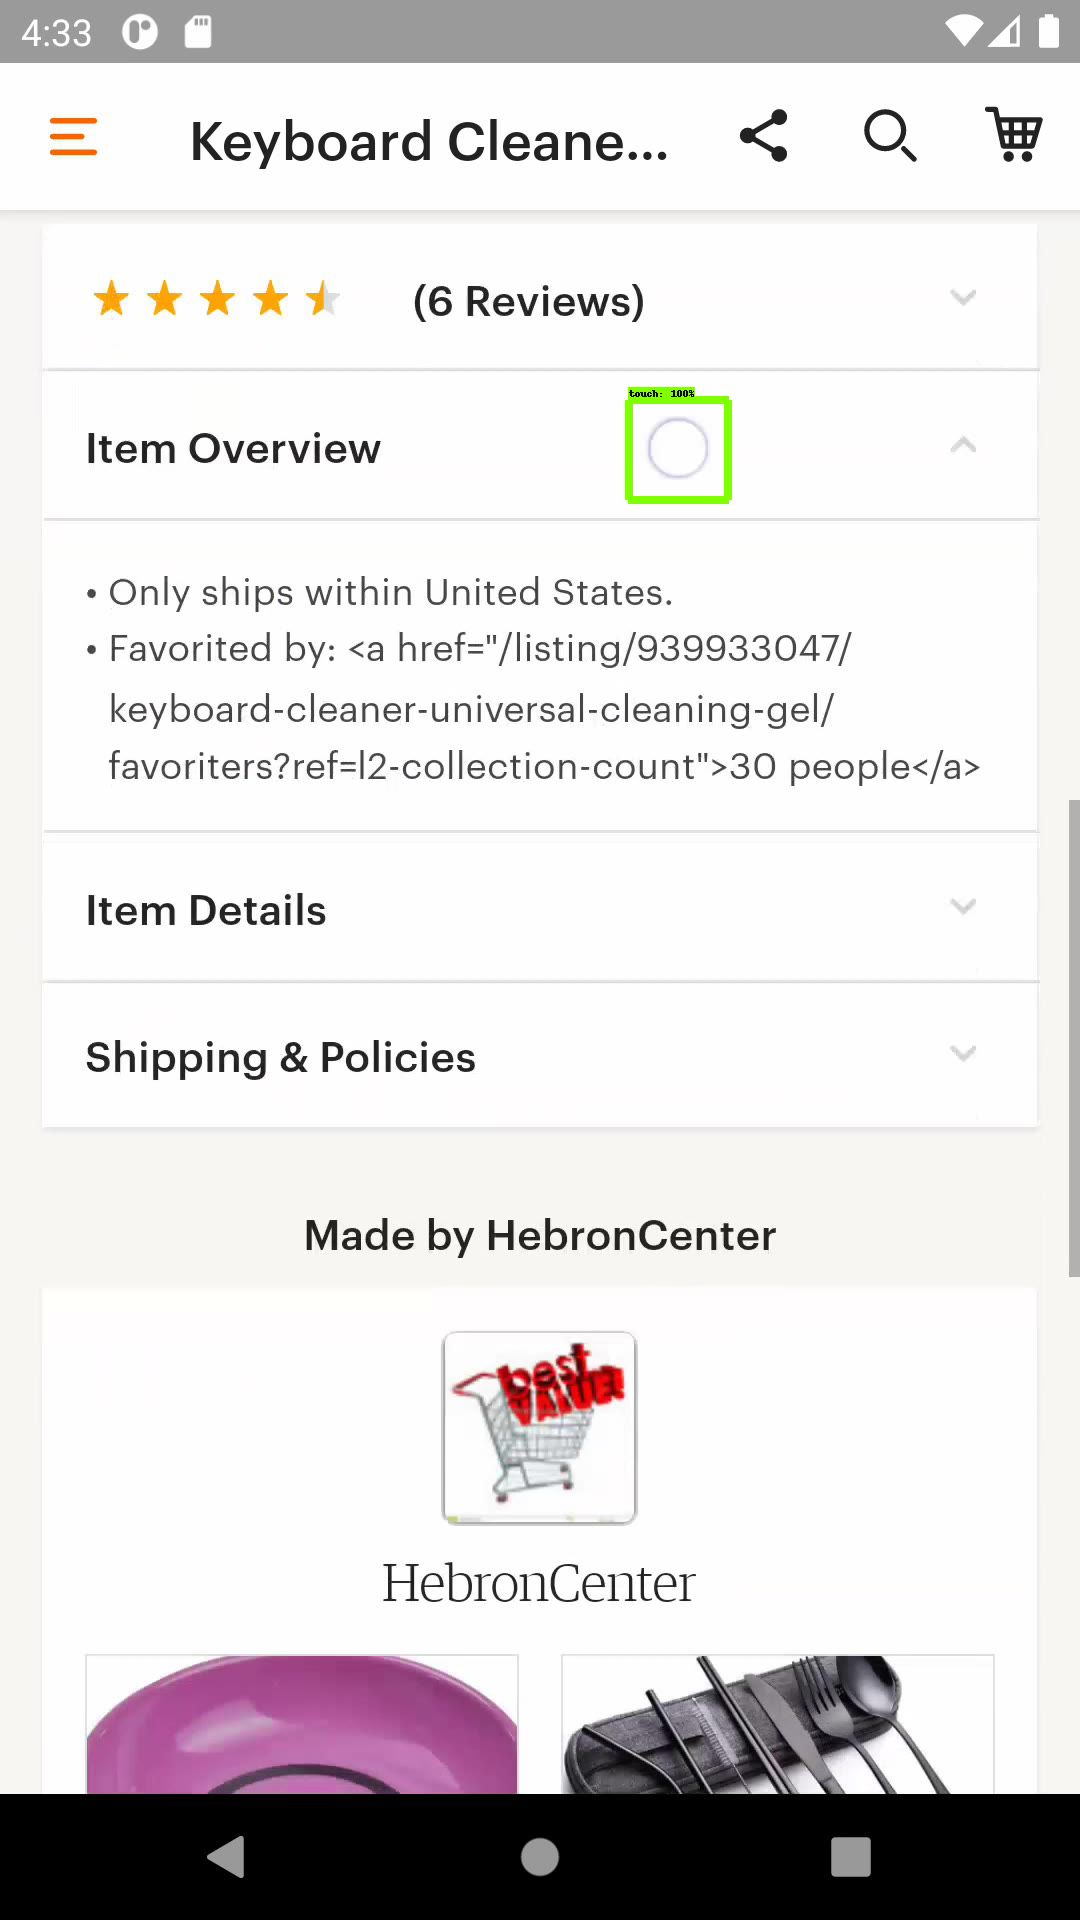 4:33
Keyboard Cleane...
(6 Reviews)
touch: 100%
Item Overview
• Only ships within United States.
• Favorited by: <a href="/listing/939933047/
keyboard-cleaner-universal-cleaning-gel/
favoriters?ref=l2-collection-count">30 people</a>
Item Details
Shipping & Policies
Made by HebronCenter
best
VALUE!
HebronCenter